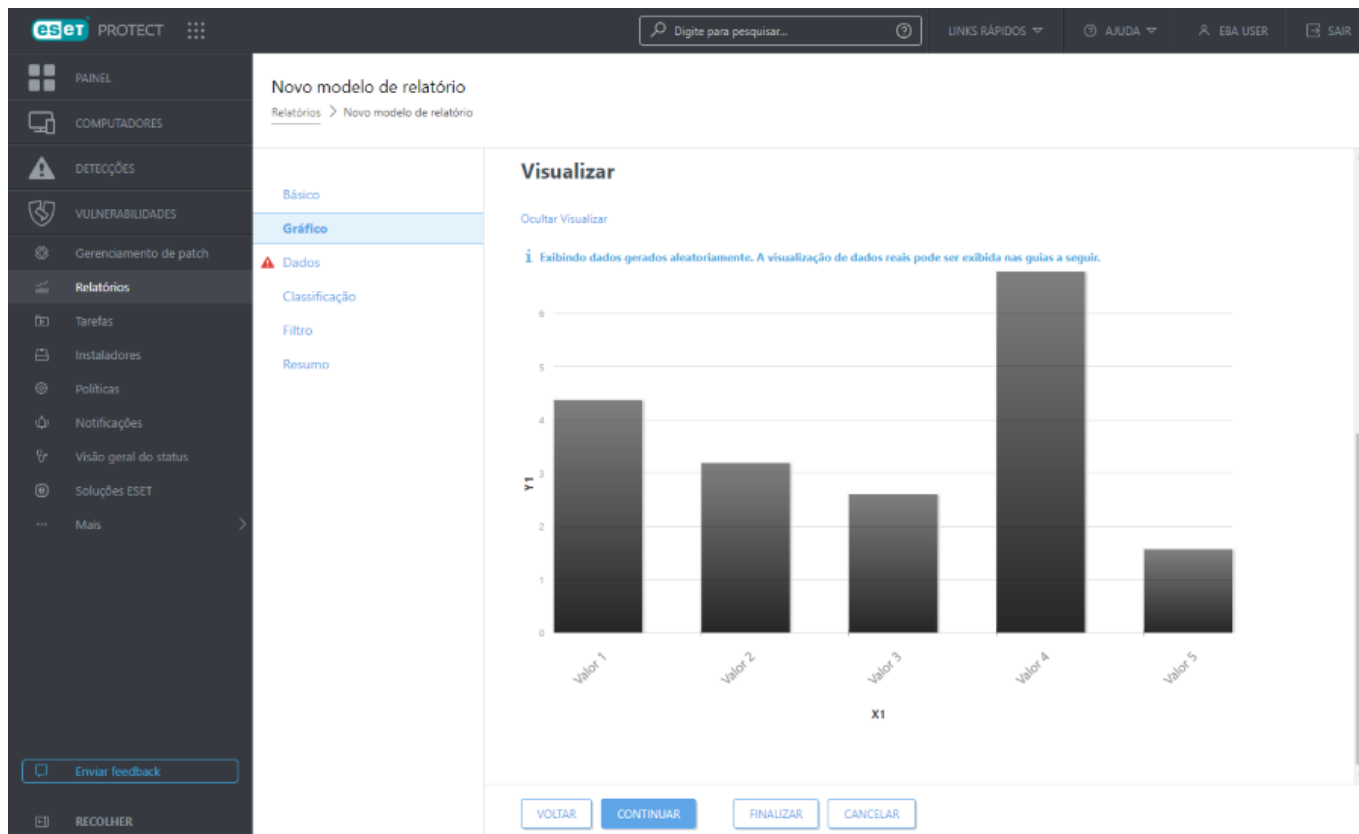 eset PROTECT
Digite para pesquisar...
LINKS RÁPIDOS
AJUDA
EBA USER
SAIR
PAINEL
COMPUTADORES
DETECÇÕES
VULNERABILIDADES
Gerenciamento de patch
Relatórios
Tarefas
Instaladores
Políticas
Notificações
Visão geral do status
Soluções ESET
Mais
Enviar feedback
RECOLHER
Novo modelo de relatório
Relatórios > Novo modelo de relatório
Básico
Gráfico
Dados
Classificação
Filtro
Resumo
Visualizar
Ocultar Visualizar
Exibindo dados gerados aleatoriamente. A visualização de dados reais pode ser exibida nas guias a seguir.
6
5
4
3
2
1
0
Y1
Valor 1
Valor 2
Valor 3
Valor 4
Valor 5
X1
VOLTAR
CONTINUAR
FINALIZAR
CANCELAR